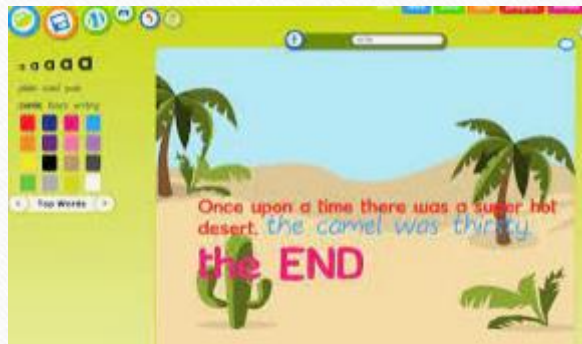 a a a a a
Top Words
Once upon a time there was a super hot
desert. the camel was thirsty.
the END